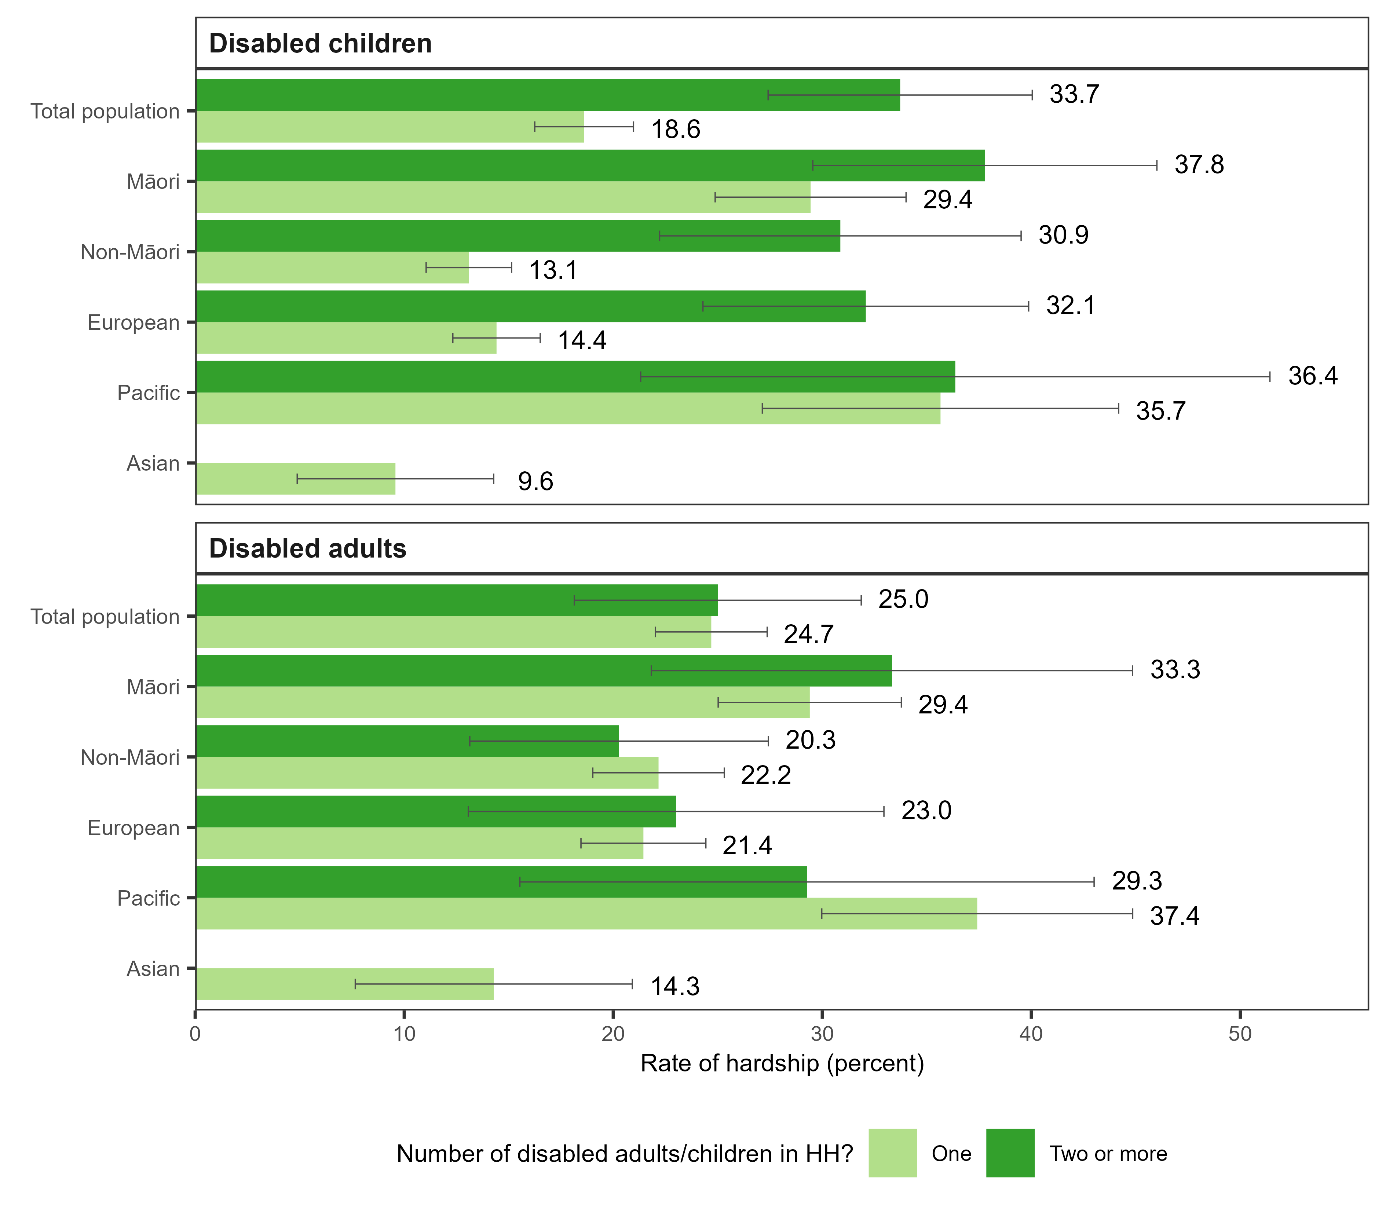 Disabled children
Total population
33.7
18.6
Māori
37.8
29.4
Non-Māori
30.9
13.1
European
32.1
14.4
Pacific
36.4
35.7
Asian
9.6
Disabled adults
Total population
25.0
24.7
Māori
33.3
29.4
Non-Māori
20.3
22.2
European
23.0
21.4
Pacific
29.3
37.4
Asian
14.3
0 10 20 30 40 50
Rate of hardship (percent)
Number of disabled adults/children in HH? One Two or more